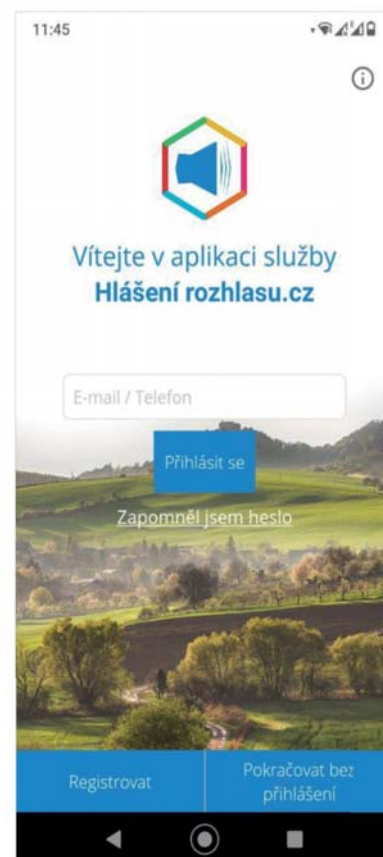 11:45
Vítejte v aplikaci služby
Hlášení rozhlasu.cz
E-mail / Telefon
Přihlásit se
Zapomněl jsem heslo
Registrovat
Pokračovat bez
přihlášení